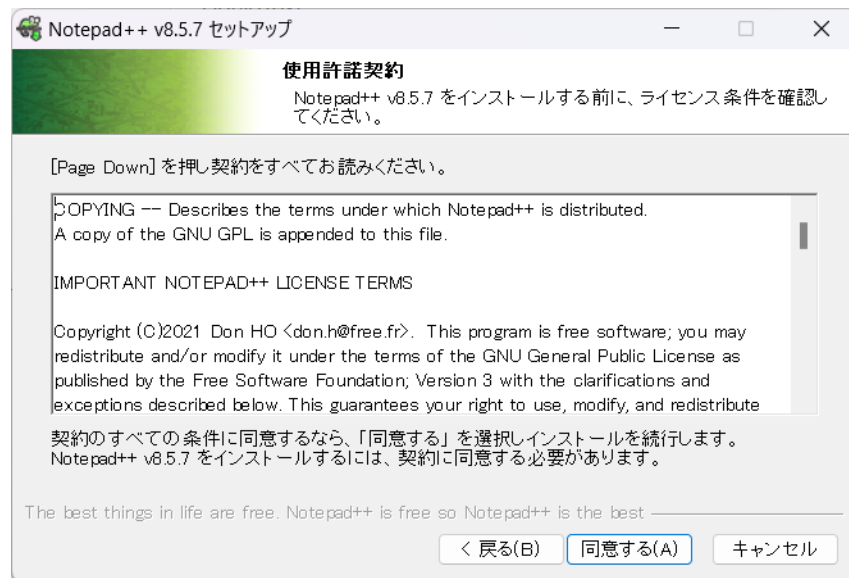 Notepad++ v8.5.7 セットアップ
使用許諾契約
Notepad++ v8.5.7 をインストールする前に、ライセンス条件を確認し
てください。
[Page Down] を押し契約をすべてお読みください。
COPYING -- Describes the terms under which Notepad++ is distributed.
A copy of the GNU GPL is appended to this file.
IMPORTANT NOTEPAD++ LICENSE TERMS
Copyright (C)2021 Don HO <don.h@free.fr>. This program is free software; you may
redistribute and/or modify it under the terms of the GNU General Public License as
published by the Free Software Foundation; Version 3 with the clarifications and
exceptions described below. This guarantees your right to use, modify, and redistribute
契約のすべての条件に同意するなら、「同意する」を選択しインストールを続行します。
Notepad++ v8.5.7 をインストールするには、契約に同意する必要があります。
The best things in life are free. Notepad++ is free so Notepad++ is the best
< 戻る(B) 同意する(A) キャンセル